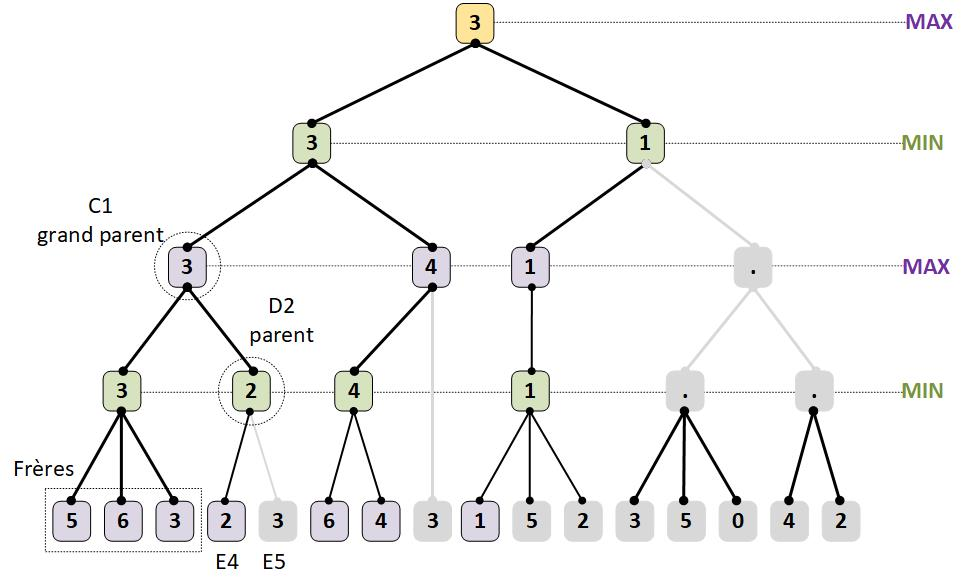 3 MAX
3 1 MIN
C1
grand parent
3 4 1 . MAX
D2
parent
3 2 4 1 . . MIN
Frères
5 6 3 2 3 6 4 3 1 5 2 3 5 0 4 2
E4 E5